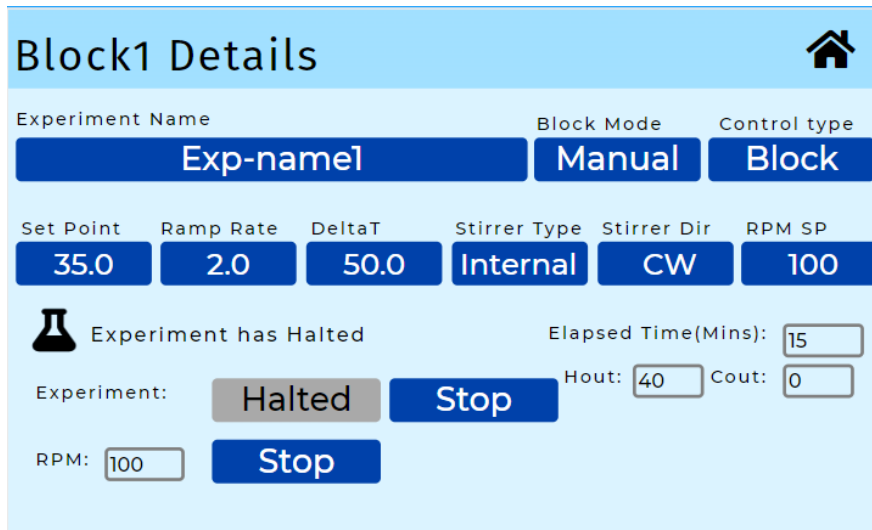 Block1 Details
Experiment Name Block Mode Control type
Exp-name1 Manual Block
Set Point Ramp Rate DeltaT Stirrer Type Stirrer Dir RPM SP
35.0 2.0 50.0 Internal CW 100
Experiment has Halted Elapsed Time(Mins): 15
Hout: 40 Cout: 0
Experiment: Halted Stop
RPM: 100 Stop